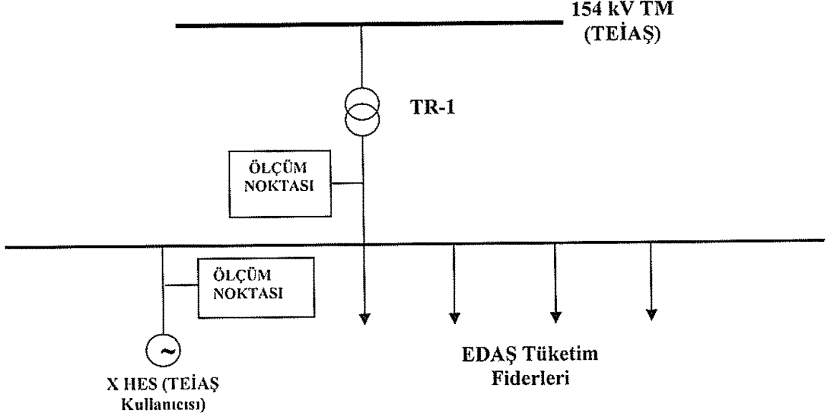 154 kV TM
(TEİAŞ)
TR-1
ÖLÇÜM
NOKTASI
ÖLÇÜM
NOKTASI
X HES (TEİAŞ
Kullanıcısı)
EDAŞ Tüketim
Fiderleri